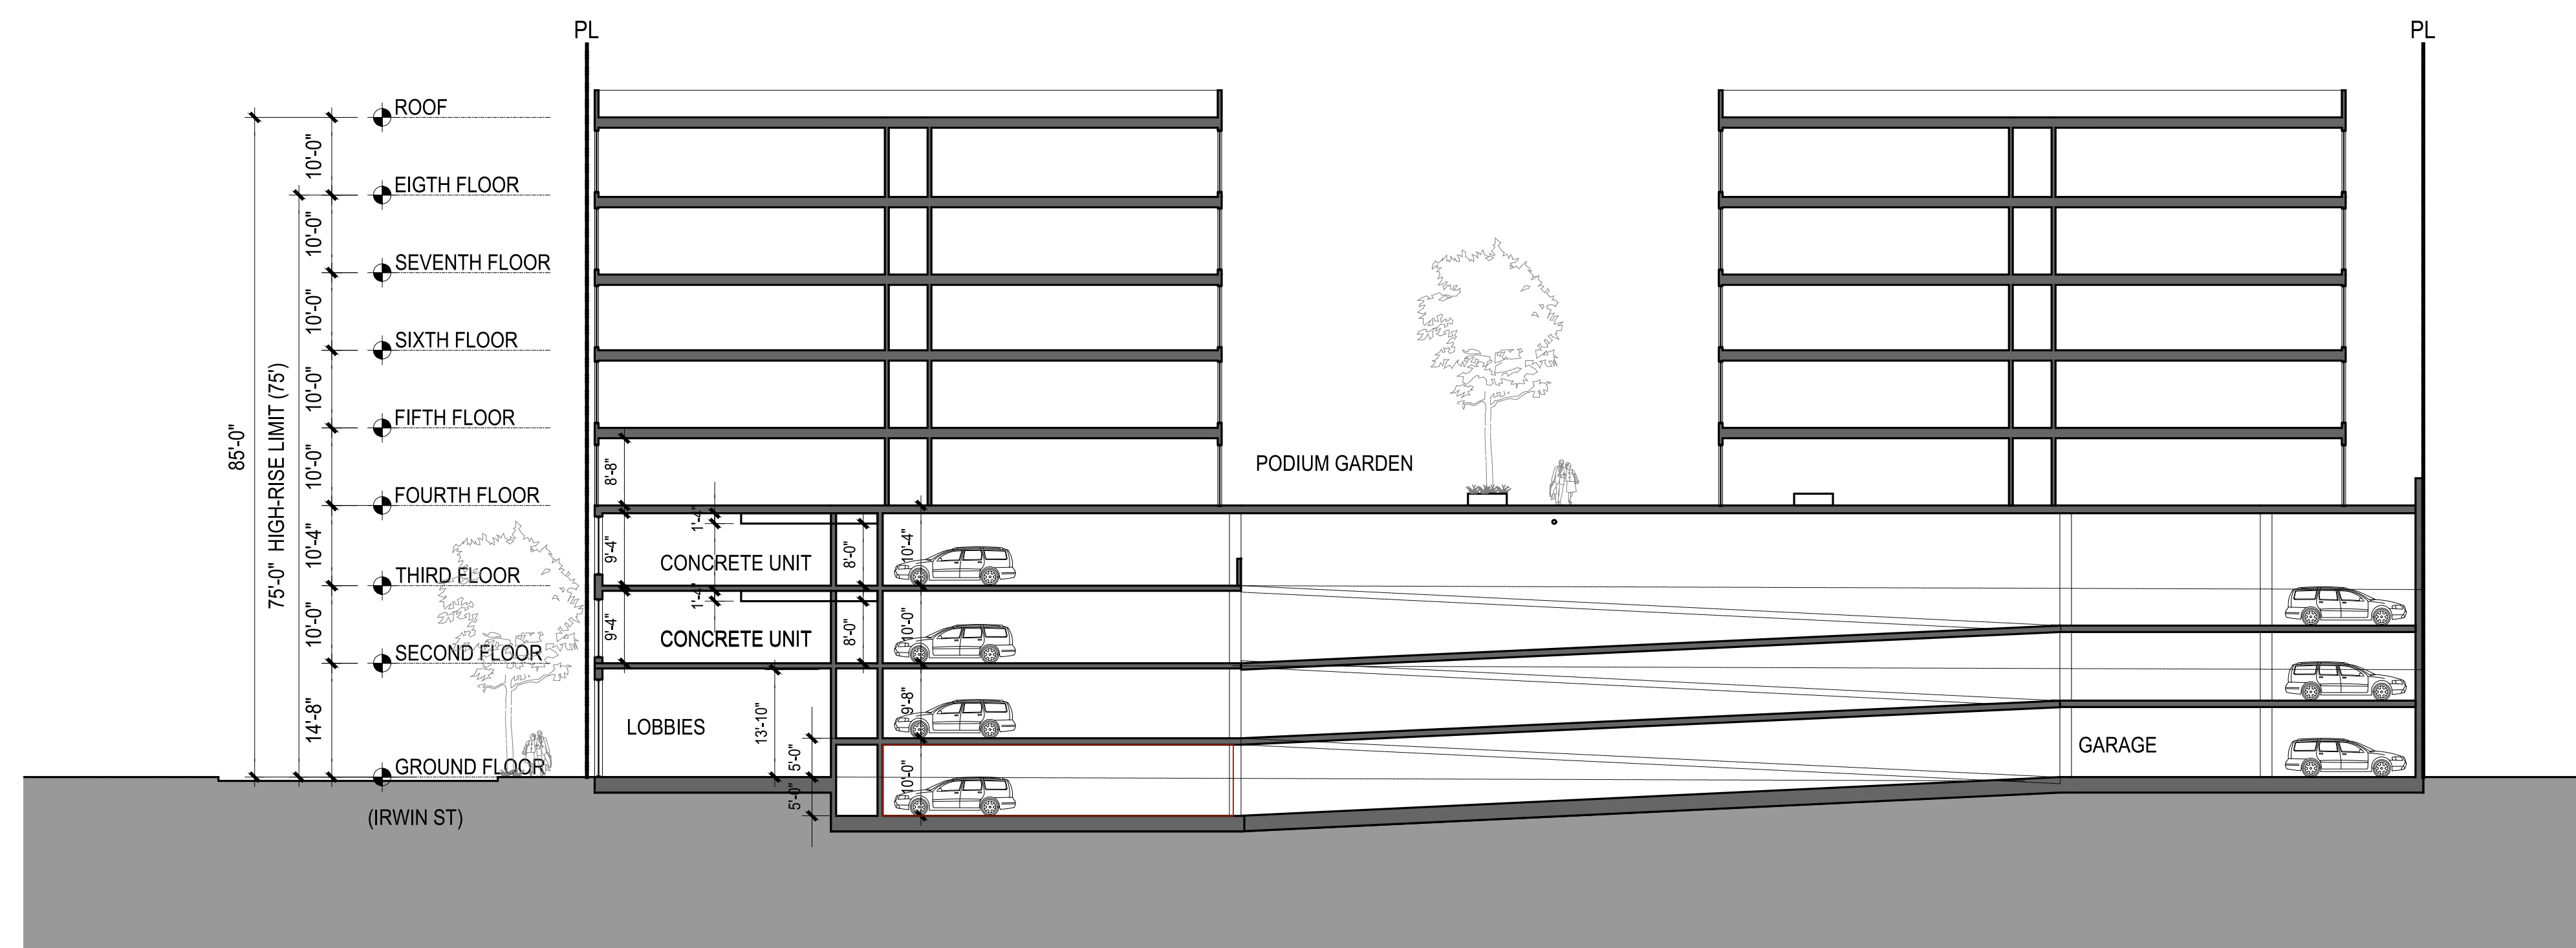 PL
PL
ROOF
10'-0"
EIGTH FLOOR
10'-0"
SEVENTH FLOOR
10'-0"
SIXTH FLOOR
10'-0"
FIFTH FLOOR
10'-0"
FOURTH FLOOR
10'-4"
THIRD FLOOR
10'-0"
SECOND FLOOR
14'-8"
GROUND FLOOR
(IRWIN ST)
85'-0"
75'-0" HIGH-RISE LIMIT (75')
8'-8"
PODIUM GARDEN
9'-4"
CONCRETE UNIT
1'-4"
8'-0"
10'-4"
9'-4"
CONCRETE UNIT
1'-4"
8'-0"
10'-0"
LOBBIES
13'-10"
9'-8"
5'-0"
5'-0"
10'-0"
GARAGE